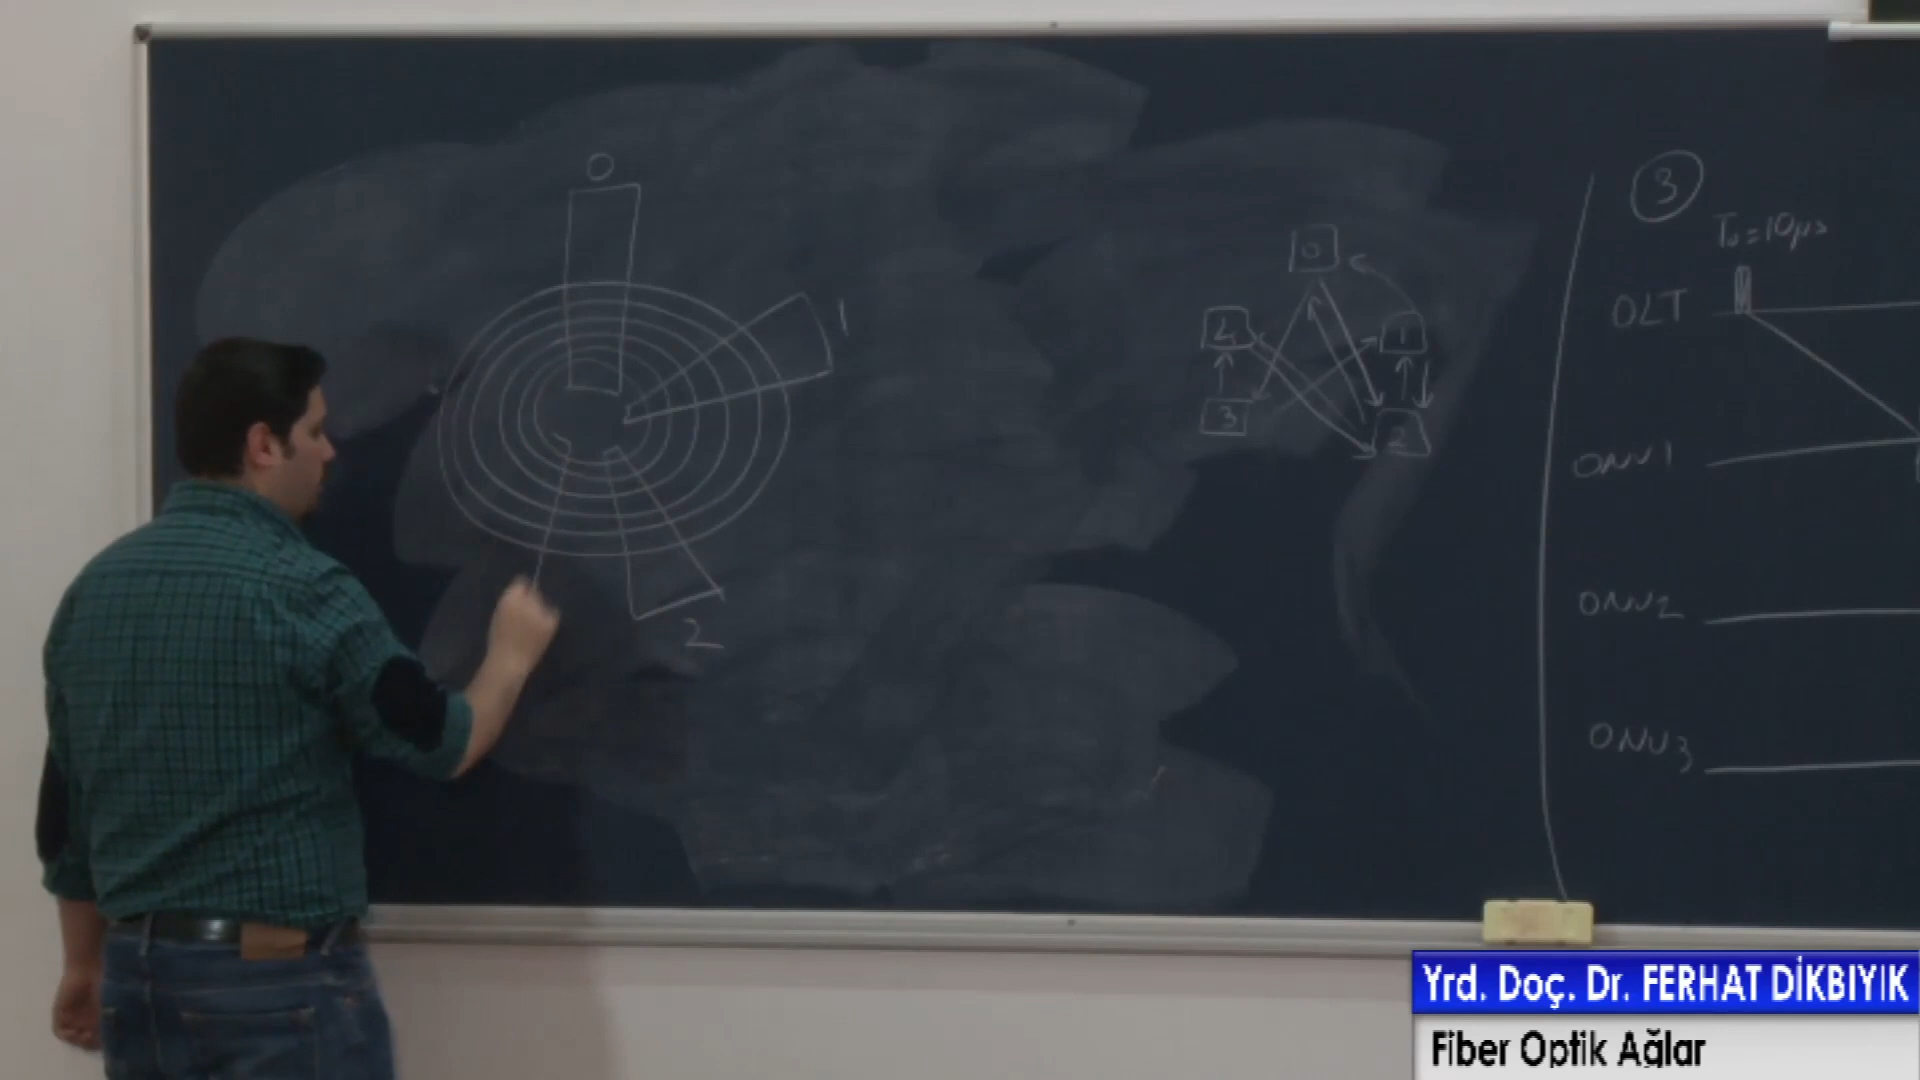 0
1
2
0
4
1
3
2
3
T₀=10μs
OLT
ONU1
ONU2
ONU3
Yrd. Doç. Dr. FERHAT DİKBIYIK
Fiber Optik Ağlar